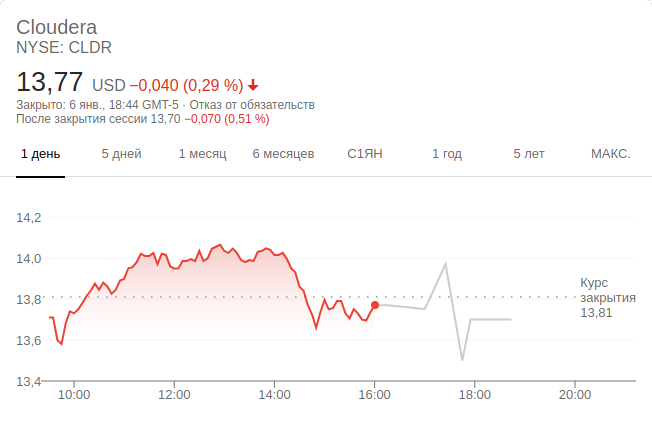 Cloudera
NYSE: CLDR
13,77 USD −0,040 (0,29 %)
Закрыто: 6 янв., 18:44 GMT-5 · Отказ от обязательств
После закрытия сессии 13,70 −0,070 (0,51 %)
1 день 5 дней 1 месяц 6 месяцев С1ЯН 1 год 5 лет МАКС.
14,2
14,0
13,8
13,6
13,4
Курс
закрытия
13,81
10:00 12:00 14:00 16:00 18:00 20:00